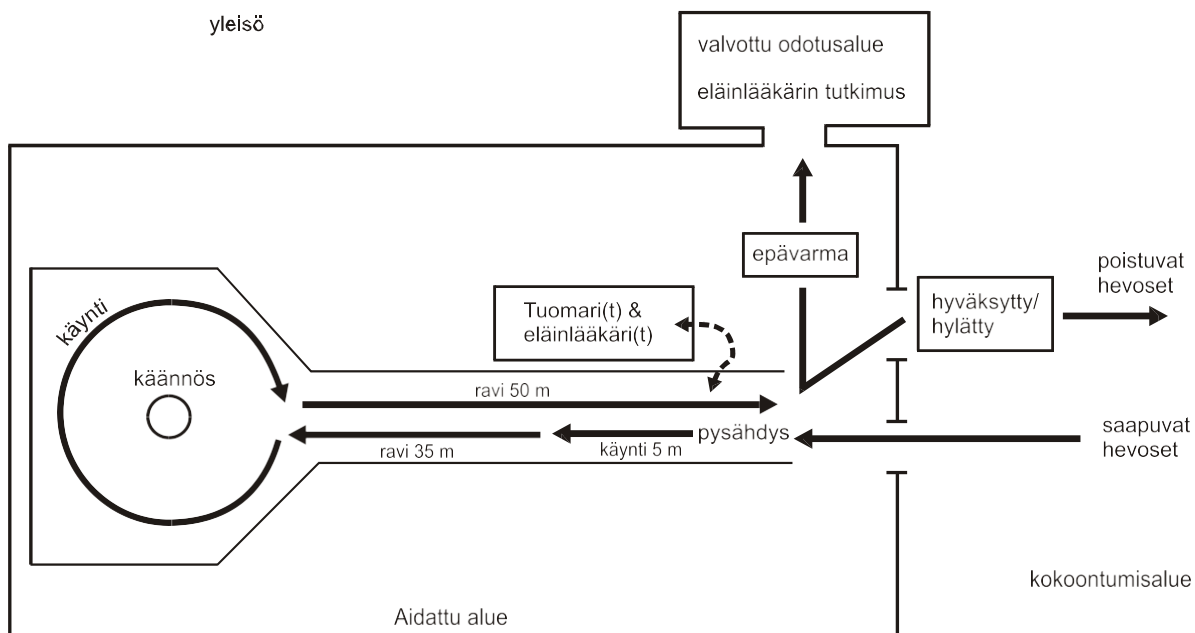 yleisö
valvottu odotusalue
eläinlääkärin tutkimus
epävarma
poistuvat
hevoset
hyväksytty/
hylätty
Tuomari(t) &
eläinlääkäri(t)
käynti
käännös
ravi 50 m
pysähdys
saapuvat
hevoset
ravi 35 m
käynti 5 m
kokoontumisalue
Aidattu alue